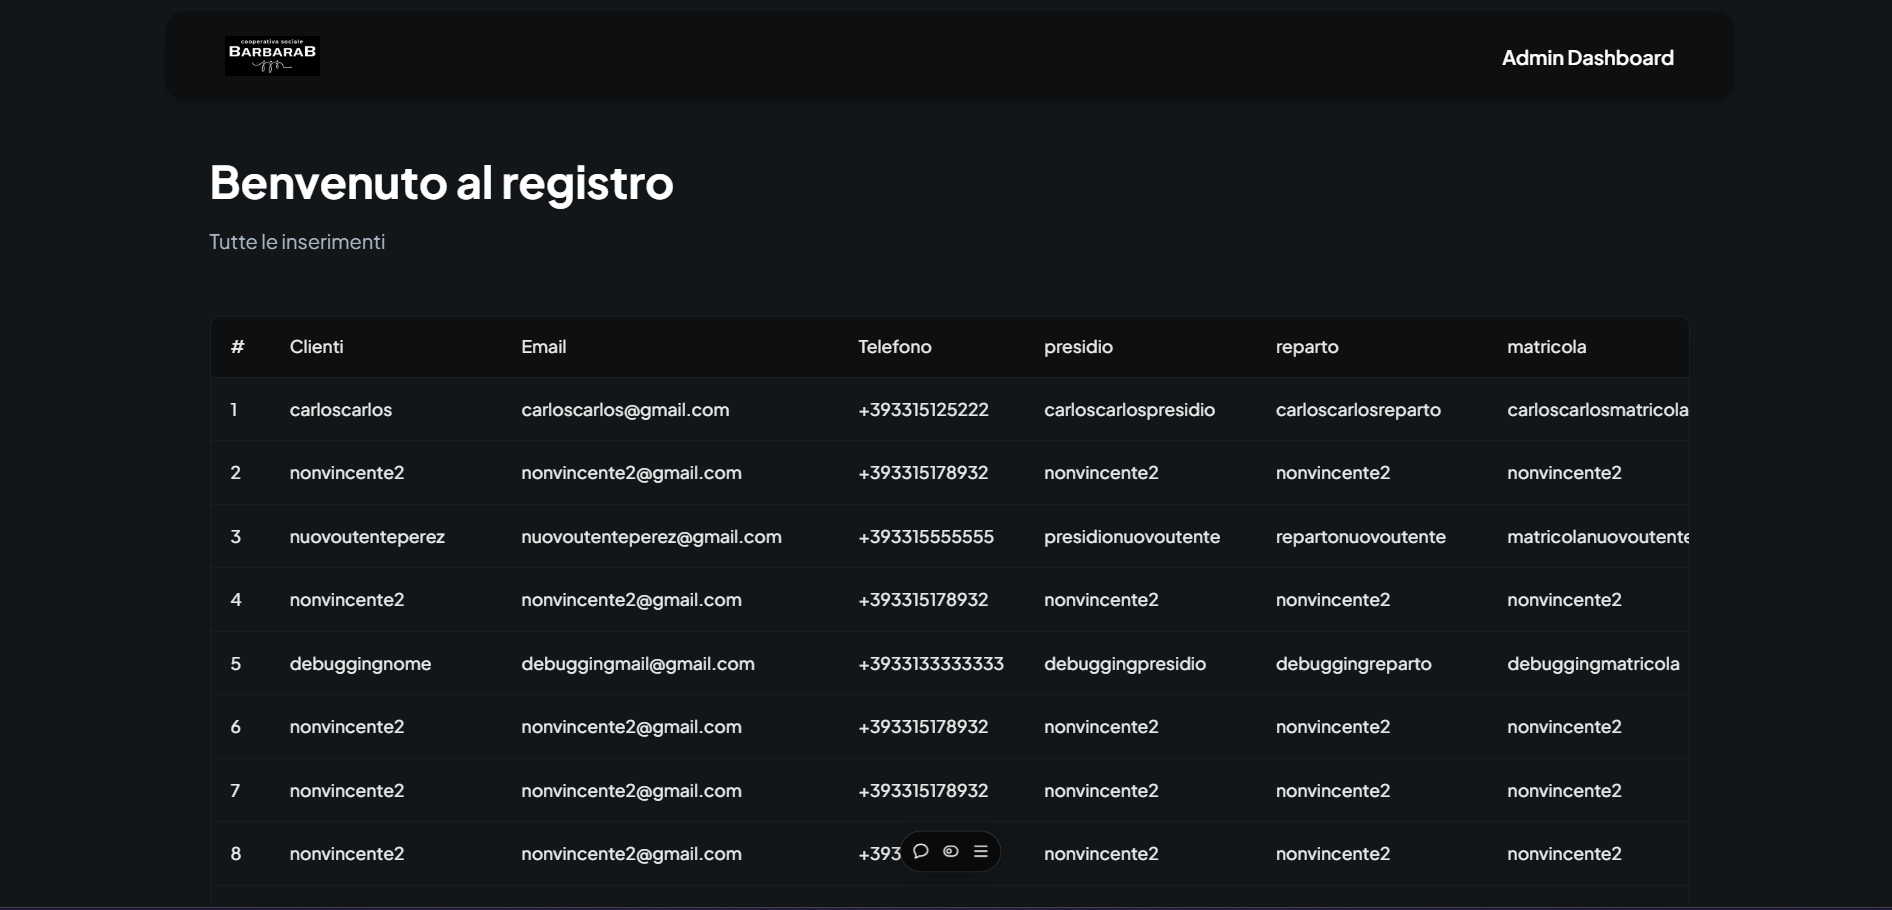 cooperativa sociale
BARBARAB
Admin Dashboard
Benvenuto al registro
Tutte le inserimenti
# Clienti Email Telefono presidio reparto matricola
1 carloscarlos carloscarlos@gmail.com +393315125222 carloscarlospresidio carloscarlosreparto carloscarlosmatricola
2 nonvincente2 nonvincente2@gmail.com +393315178932 nonvincente2 nonvincente2 nonvincente2
3 nuovoutenteperez nuovoutenteperez@gmail.com +393315555555 presidionuovoutente repartonuovoutente matricolanuovoutente
4 nonvincente2 nonvincente2@gmail.com +393315178932 nonvincente2 nonvincente2 nonvincente2
5 debuggingnome debuggingmail@gmail.com +3933133333333 debuggingpresidio debuggingreparto debuggingmatricola
6 nonvincente2 nonvincente2@gmail.com +393315178932 nonvincente2 nonvincente2 nonvincente2
7 nonvincente2 nonvincente2@gmail.com +393315178932 nonvincente2 nonvincente2 nonvincente2
8 nonvincente2 nonvincente2@gmail.com +393 nonvincente2 nonvincente2 nonvincente2